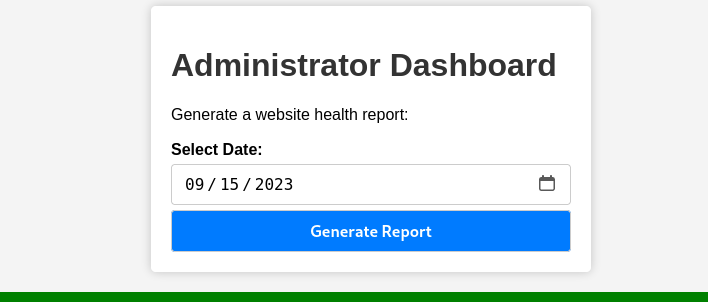 Administrator Dashboard
Generate a website health report:
Select Date:
09/15/2023
Generate Report